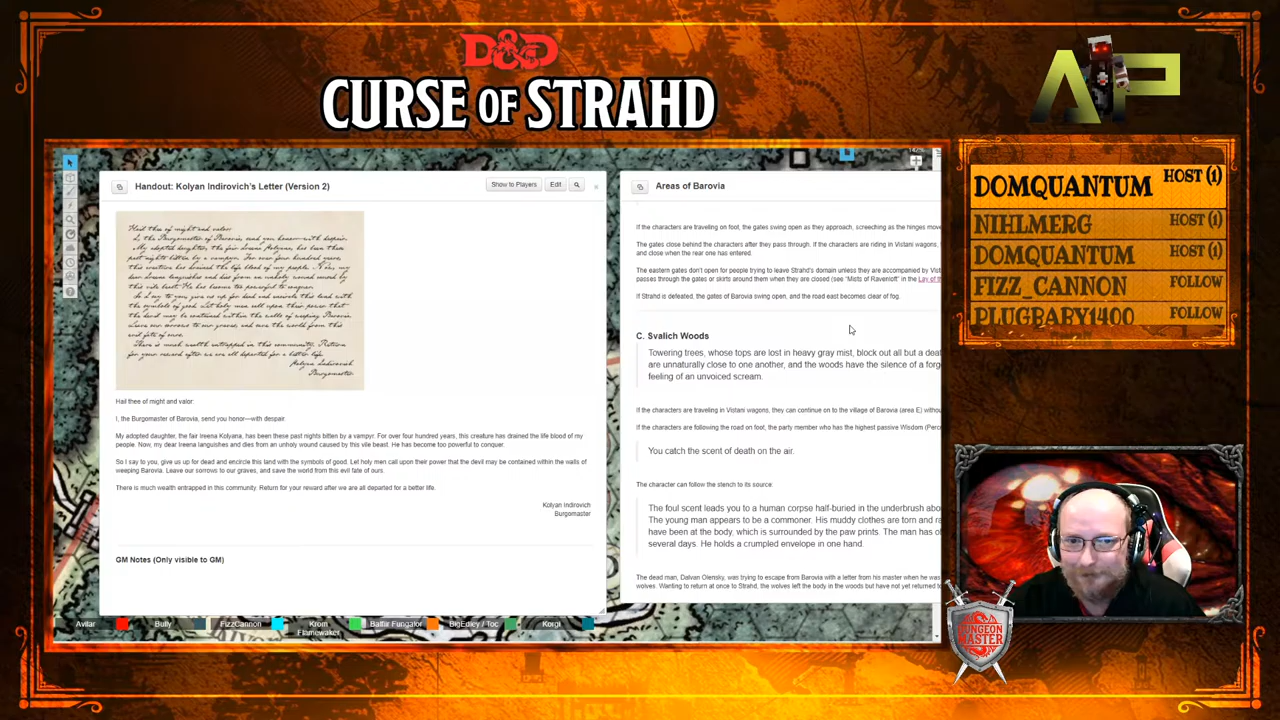 D&D
CURSE OF STRAHD
AP
Handout: Kolyan Indirovich's Letter (Version 2)
Show to Players
Edit
Hail thee of might and valor:
I, the Burgomaster of Barovia, send you honor—with despair.
My adopted daughter, the fair Ireena Kolyana, has been these past nights bitten by a vampyr. For over four hundred years, this creature has drained the life blood of my
people. Now, my dear Ireena languishes and dies from an unholy wound caused by this vile beast. He has become too powerful to conquer.
So I say to you, give us up for dead and encircle this land with the symbols of good. Let holy men call upon their power that the devil may be contained within the walls of
weeping Barovia. Leave our sorrows to our graves, and save the world from this evil fate of ours.
There is much wealth entrapped in this community. Return for your reward after we are all departed for a better life.
Kolyan Indirovich
Burgomaster
GM Notes (Only visible to GM)
Areas of Barovia
If the characters are traveling on foot, the gates swing open as they approach, screeching as the hinges move
The gates close behind the characters after they pass through. If the characters are riding in Vistani wagons,
and close when the rear one has entered.
The eastern gates don't open for people trying to leave Strahd's domain unless they are accompanied by Vist
passes through the gates or skirts around them when they are closed (see "Mists of Ravenloft" in the Lay of th
If Strahd is defeated, the gates of Barovia swing open, and the road east becomes clear of fog.
C. Svalich Woods
Towering trees, whose tops are lost in heavy gray mist, block out all but a deat
are unnaturally close to one another, and the woods have the silence of a forg
feeling of an unvoiced scream.
If the characters are traveling in Vistani wagons, they can continue on to the village of Barovia (area E) witho
If the characters are following the road on foot, the party member who has the highest passive Wisdom (Perc
You catch the scent of death on the air.
The character can follow the stench to its source:
The foul scent leads you to a human corpse half-buried in the underbrush abo
The young man appears to be a commoner. His muddy clothes are torn and ra
have been at the body, which is surrounded by the paw prints. The man has o
several days. He holds a crumpled envelope in one hand.
The dead man, Dalvan Olensky, was trying to escape from Barovia with a letter from his master when he was
wolves. Wanting to return at once to Strahd, the wolves left the body in the woods but have not yet returned to
Avilar
Bully
FizzCannon
Krom Flamewaker
Balfur Fungator
BigEdley / Toc
Korgi
DOMQUANTUM HOST (1)
NIHLMERG HOST (1)
DOMQUANTUM HOST (1)
FIZZ_CANNON FOLLOW
PLUGBABY1400 FOLLOW
DUNGEON
MASTER